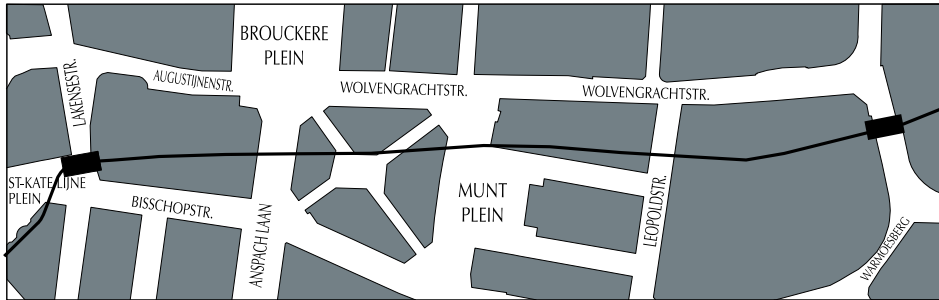 BROUCKERE
PLEIN
LAKENSESTR.
AUGUSTIJNENSTR.
WOLVENGRACHTSTR.
WOLVENGRACHTSTR.
ST-KATELIJNE
PLEIN
BISSCHOPSTR.
ANSPACH LAAN
MUNT
PLEIN
LEOPOLDSTR.
WARMOESBERG